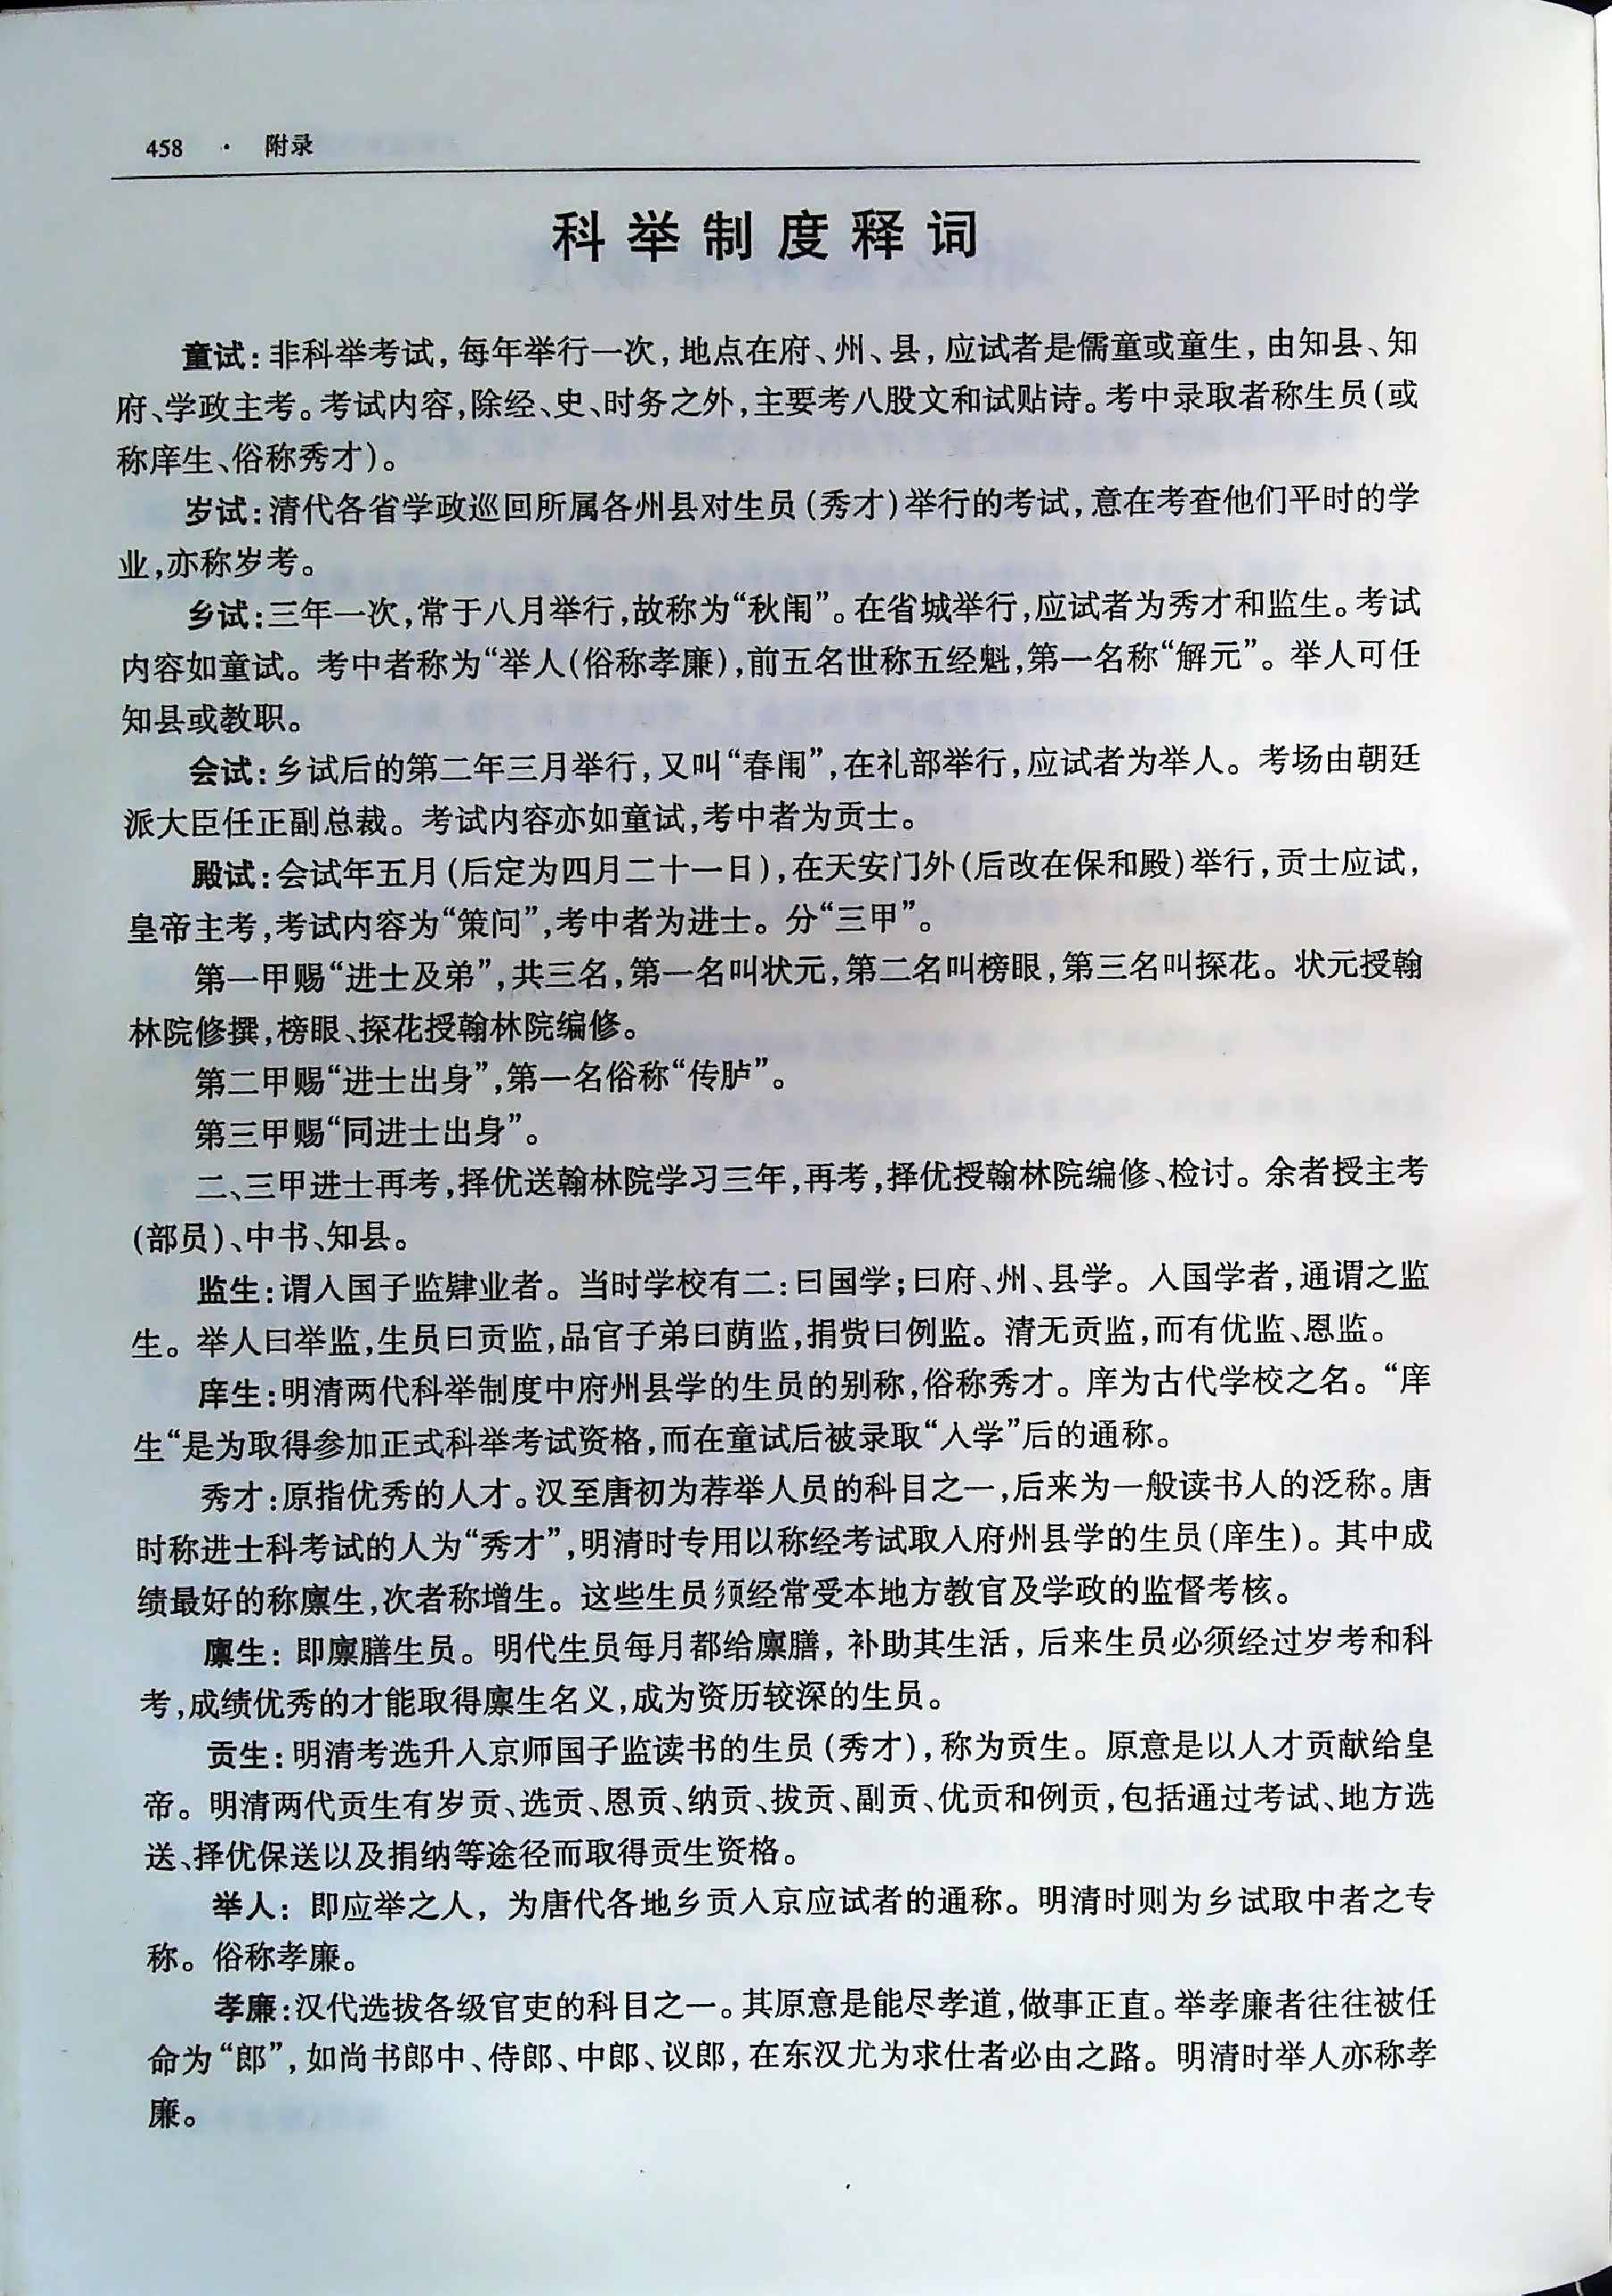 458 · 附录
科举制度释词
童试：非科举考试，每年举行一次，地点在府、州、县，应试者是儒童或童生，由知县、知
府、学政主考。考试内容，除经、史、时务之外，主要考八股文和试贴诗。考中录取者称生员（或
称庠生、俗称秀才）。
岁试：清代各省学政巡回所属各州县对生员（秀才）举行的考试，意在考查他们平时的学
业，亦称岁考。
乡试：三年一次，常于八月举行，故称为“秋闱”。在省城举行，应试者为秀才和监生。考试
内容如童试。考中者称为“举人（俗称孝廉），前五名世称五经魁，第一名称“解元”。举人可任
知县或教职。
会试：乡试后的第二年三月举行，又叫“春闱”，在礼部举行，应试者为举人。考场由朝廷
派大臣任正副总裁。考试内容亦如童试，考中者为贡士。
殿试：会试年五月（后定为四月二十一日），在天安门外（后改在保和殿）举行，贡士应试，
皇帝主考，考试内容为“策问”，考中者为进士。分“三甲”。
第一甲赐“进士及弟”，共三名，第一名叫状元，第二名叫榜眼，第三名叫探花。状元授翰
林院修撰，榜眼、探花授翰林院编修。
第二甲赐“进士出身”，第一名俗称“传胪”。
第三甲赐“同进士出身”。
二、三甲进士再考，择优送翰林院学习三年，再考，择优授翰林院编修、检讨。余者授主考
（部员）、中书、知县。
监生：谓入国子监肄业者。当时学校有二：曰国学；曰府、州、县学。入国学者，通谓之监
生。举人曰举监，生员曰贡监，品官子弟曰荫监，捐赀曰例监。清无贡监，而有优监、恩监。
庠生：明清两代科举制度中府州县学的生员的别称，俗称秀才。庠为古代学校之名。“庠
生“是为取得参加正式科举考试资格，而在童试后被录取“入学”后的通称。
秀才：原指优秀的人才。汉至唐初为荐举人员的科目之一，后来为一般读书人的泛称。唐
时称进士科考试的人为“秀才”，明清时专用以称经考试取入府州县学的生员（庠生）。其中成
绩最好的称廪生，次者称增生。这些生员须经常受本地方教官及学政的监督考核。
廪生：即廪膳生员。明代生员每月都给廪膳，补助其生活，后来生员必须经过岁考和科
考，成绩优秀的才能取得廪生名义，成为资历较深的生员。
贡生：明清考选升入京师国子监读书的生员（秀才），称为贡生。原意是以人才贡献给皇
帝。明清两代贡生有岁贡、选贡、恩贡、纳贡、拔贡、副贡、优贡和例贡，包括通过考试、地方选
送、择优保送以及捐纳等途径而取得贡生资格。
举人：即应举之人，为唐代各地乡贡入京应试者的通称。明清时则为乡试取中者之专
称。俗称孝廉。
孝廉：汉代选拔各级官吏的科目之一。其原意是能尽孝道，做事正直。举孝廉者往往被任
命为“郎”，如尚书郎中、侍郎、中郎、议郎，在东汉尤为求仕者必由之路。明清时举人亦称孝
廉。